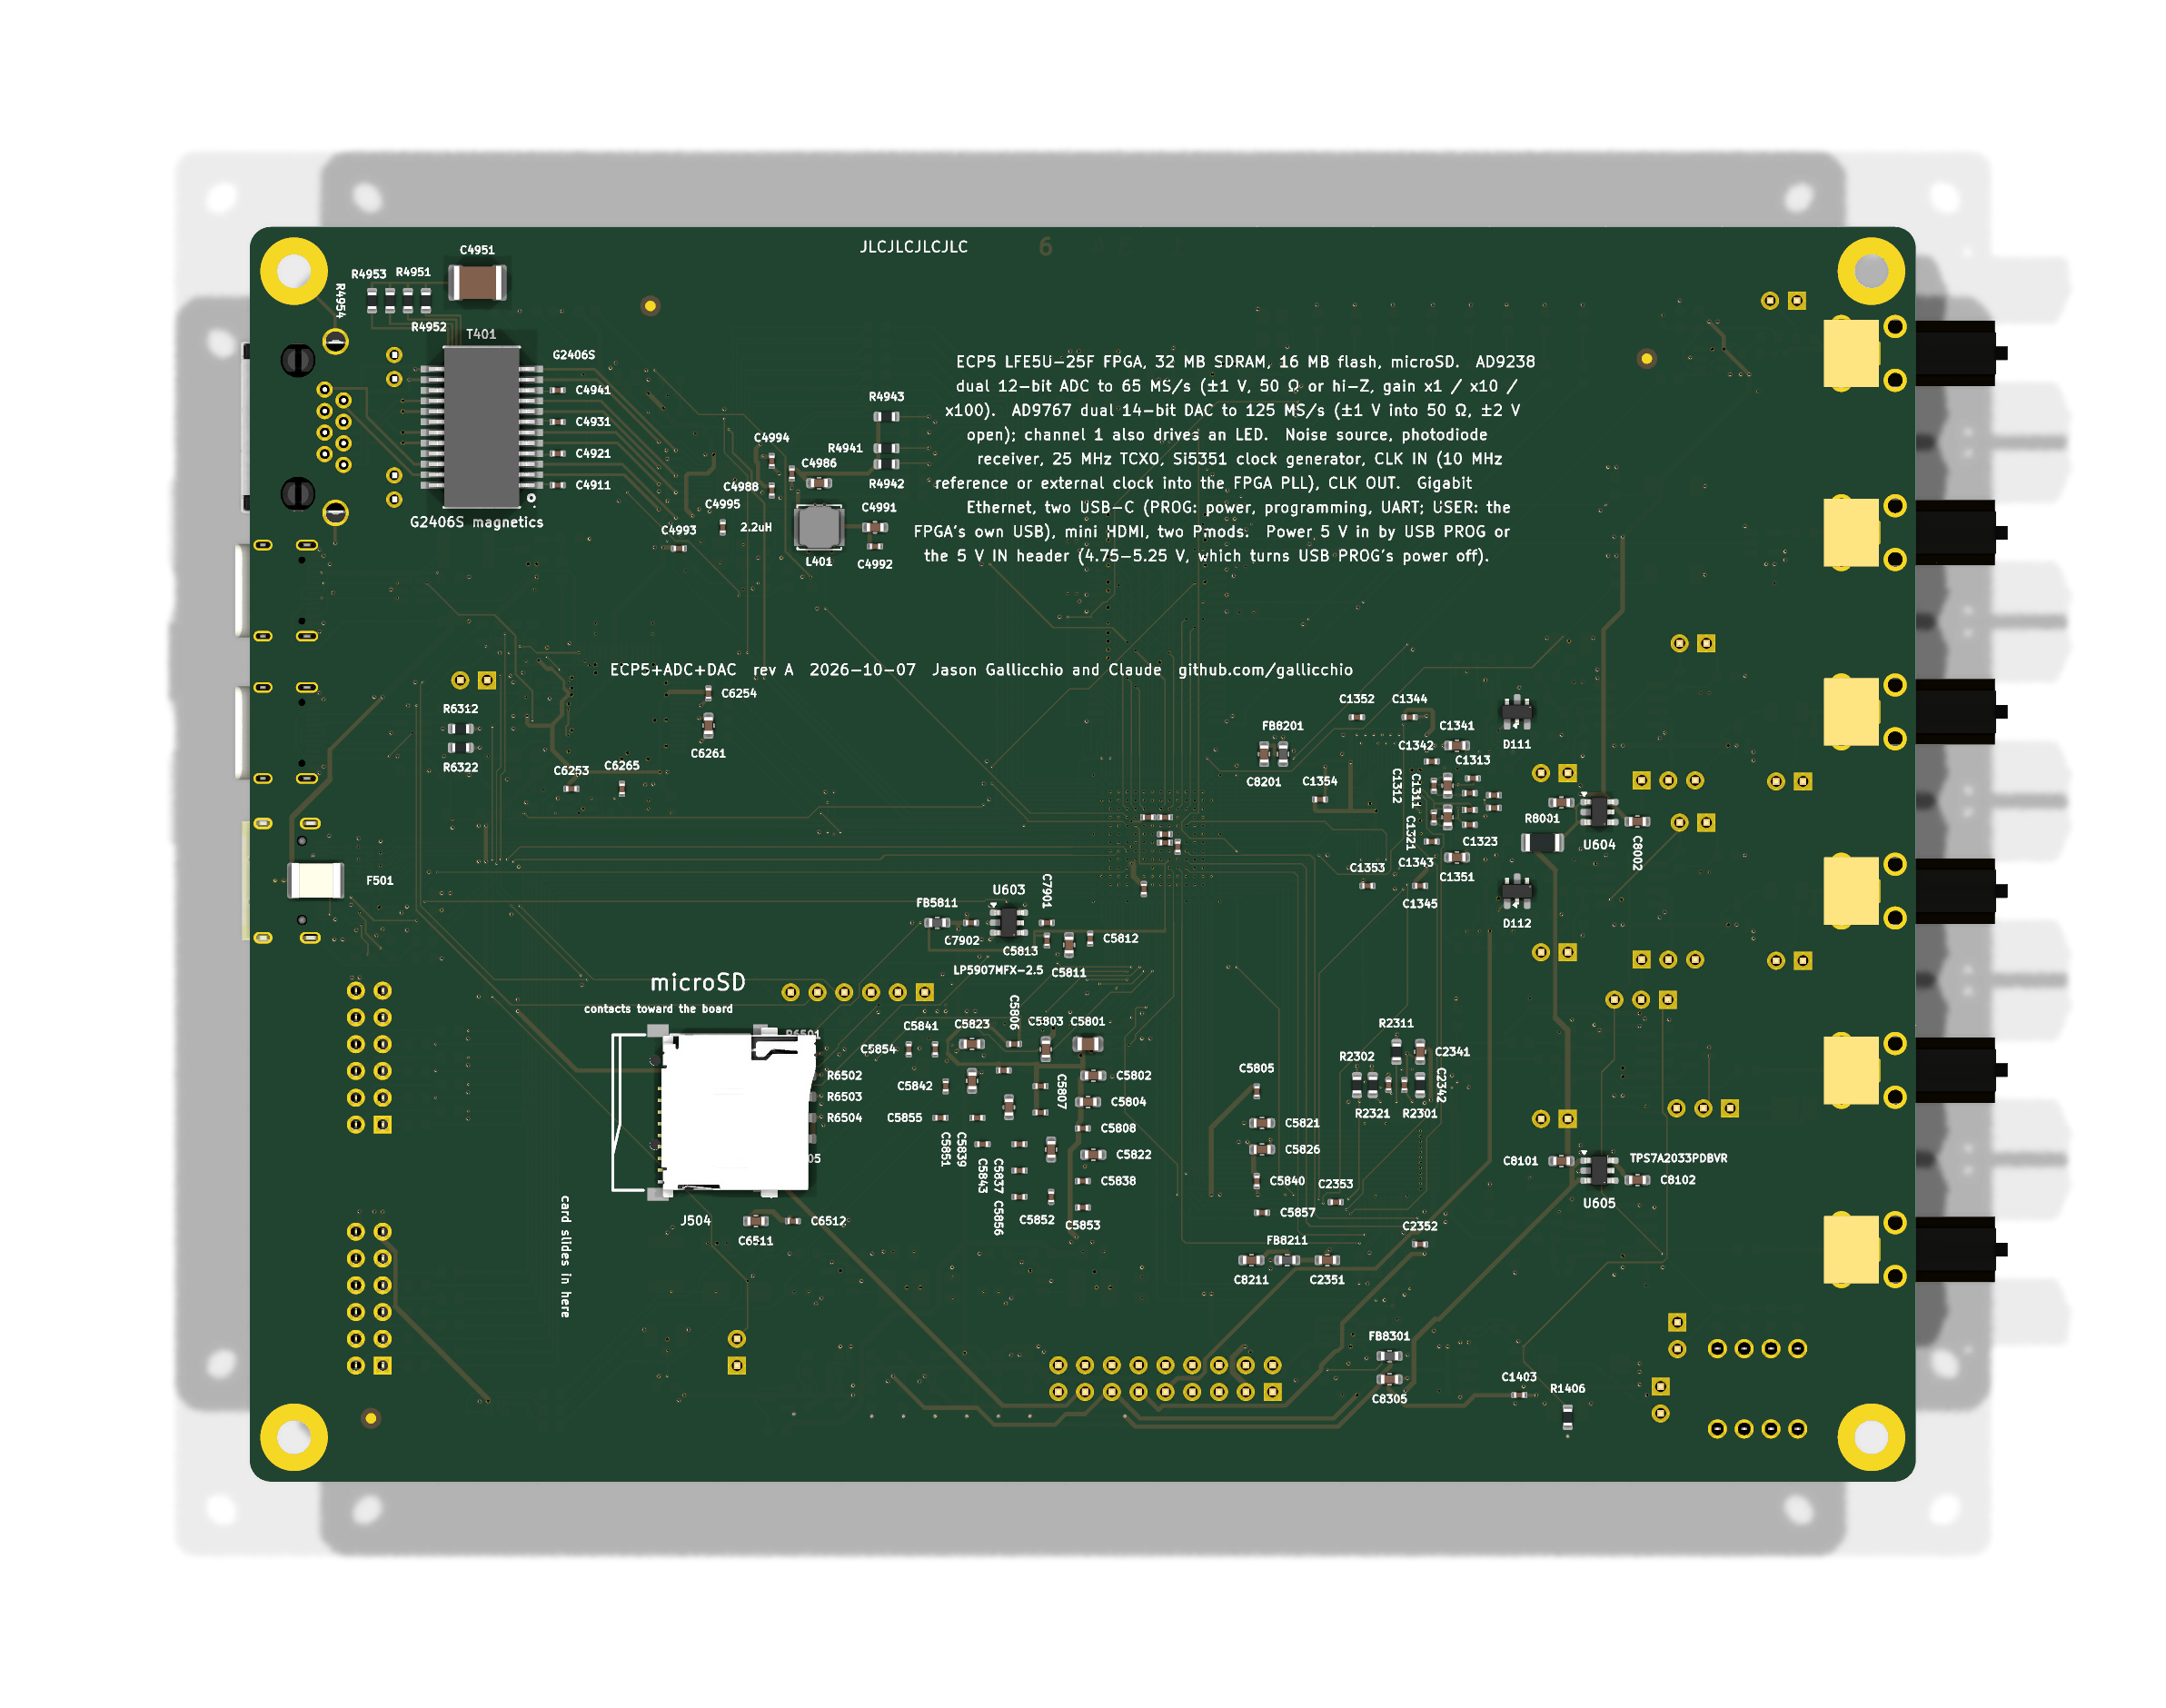 JLCJLCJLCJLC
6
C4951
R4953
R4951
R4954
R4952
T401
G2406S
C4941
C4931
C4921
C4911
G2406S magnetics
ECP5 LFE5U-25F FPGA, 32 MB SDRAM, 16 MB flash, microSD.  AD9238
dual 12-bit ADC to 65 MS/s (±1 V, 50 Ω or hi-Z, gain x1 / x10 /
x100).  AD9767 dual 14-bit DAC to 125 MS/s (±1 V into 50 Ω, ±2 V
open); channel 1 also drives an LED.  Noise source, photodiode
receiver, 25 MHz TCXO, Si5351 clock generator, CLK IN (10 MHz
reference or external clock into the FPGA PLL), CLK OUT.  Gigabit
Ethernet, two USB-C (PROG: power, programming, UART; USER: the
FPGA's own USB), mini HDMI, two Pmods.  Power 5 V in by USB PROG or
the 5 V IN header (4.75-5.25 V, which turns USB PROG's power off).
R4943
C4994
R4941
C4986
C4988
R4942
C4995
2.2uH
C4991
C4993
L401
C4992
ECP5+ADC+DAC  rev A  2026-10-07  Jason Gallicchio and Claude  github.com/gallicchio
C6254
R6312
C6261
R6322
C6253
C6265
C1352
C1344
FB8201
C1341
D111
C1342
C1313
C8201
C1354
C1312
C1311
R8001
C1321
C1323
U604
C8002
C1343
C1353
C1351
C1345
D112
F501
U603
C7901
FB5811
C7902
C5813
C5812
LP5907MFX-2.5
C5811
microSD
contacts toward the board
R6501
R6502
R6503
R6504
J504
C6511
C6512
card slides in here
C5806
C5841
C5823
C5803
C5801
C5854
C5802
C5842
C5807
C5804
C5855
C5808
C5851
C5839
C5843
C5837
C5856
C5822
C5838
C5852
C5853
C5805
C5821
C5826
C5840
C5857
R2311
C2341
R2302
C2342
R2321
R2301
C2353
C2352
FB8211
C8211
C2351
C8101
TPS7A2033PDBVR
C8102
U605
FB8301
C8305
C1403
R1406